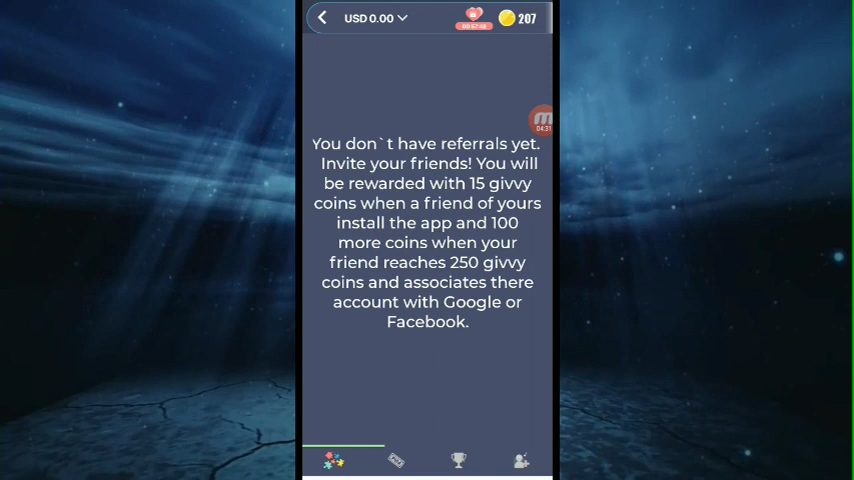 USD 0.00
207
04:31
You don`t have referrals yet.
Invite your friends! You will
be rewarded with 15 givvy
coins when a friend of yours
install the app and 100
more coins when your
friend reaches 250 givvy
coins and associates there
account with Google or
Facebook.